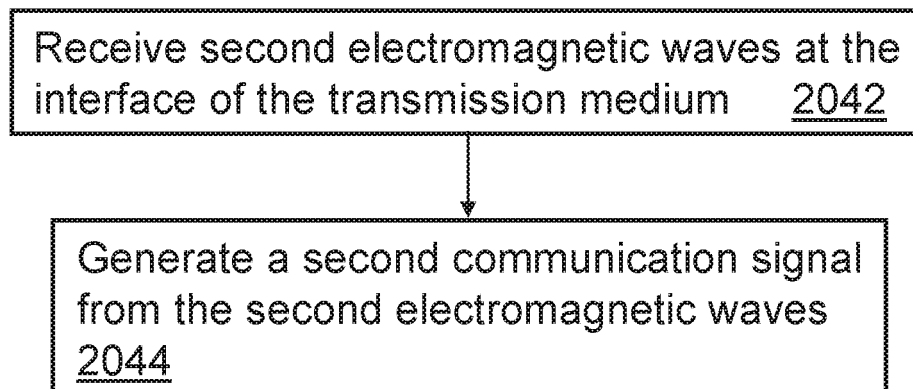 Receive second electromagnetic waves at the
interface of the transmission medium 2042
Generate a second communication signal
from the second electromagnetic waves
2044